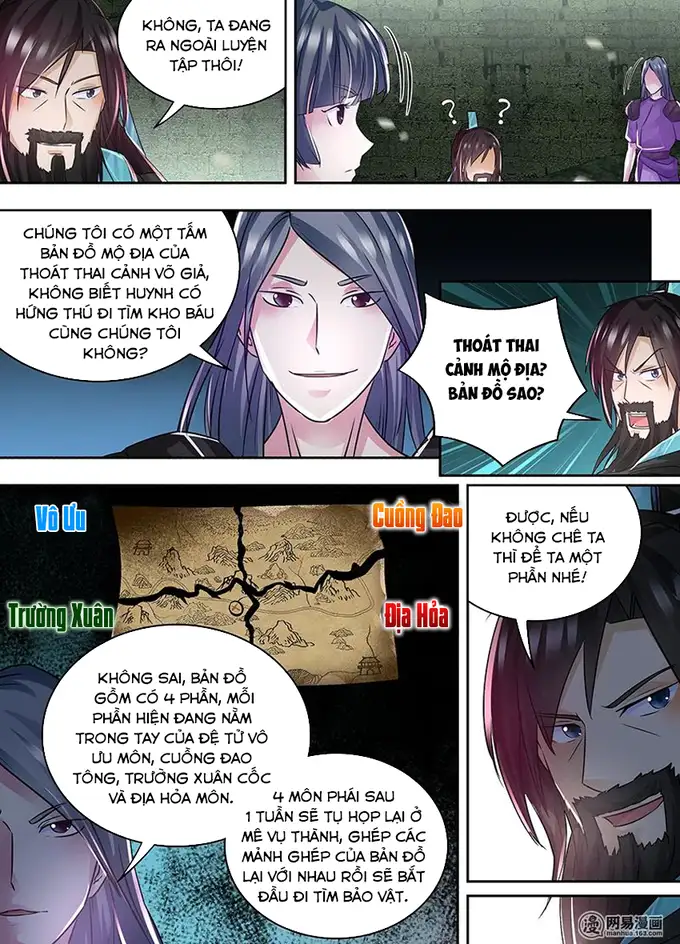 KHÔNG, TA ĐANG
RA NGOÀI LUYỆN
TẬP THÔI!
? ?
CHÚNG TÔI CÓ MỘT TẤM
BẢN ĐỒ MỘ ĐỊA CỦA
THOÁT THAI CẢNH VÕ GIẢ,
KHÔNG BIẾT HUYNH CÓ
HỨNG THÚ ĐI TÌM KHO BÁU
CÙNG CHÚNG TÔI
KHÔNG?
THOÁT THAI
CẢNH MỘ ĐỊA?
BẢN ĐỒ SAO?
Vô Ưu
Cuồng Đao
Trường Xuân
Địa Hỏa
ĐƯỢC, NẾU
KHÔNG CHÊ TA
THÌ ĐỂ TA MỘT
PHẦN NHÉ!
KHÔNG SAI, BẢN ĐỒ
GỒM CÓ 4 PHẦN, MỖI
PHẦN HIỆN ĐANG NẰM
TRONG TAY CỦA ĐỆ TỬ VÔ
ƯU MÔN, CUỒNG ĐAO
TÔNG, TRƯỜNG XUÂN CỐC
VÀ ĐỊA HỎA MÔN.
4 MÔN PHÁI SAU
1 TUẦN SẼ TỤ HỌP LẠI Ở
MÊ VỤ THÀNH, GHÉP CÁC
MẢNH GHÉP CỦA BẢN ĐỒ
LẠI VỚI NHAU RỒI SẼ BẮT
ĐẦU ĐI TÌM BẢO VẬT.
网易漫画
manhua.163.com